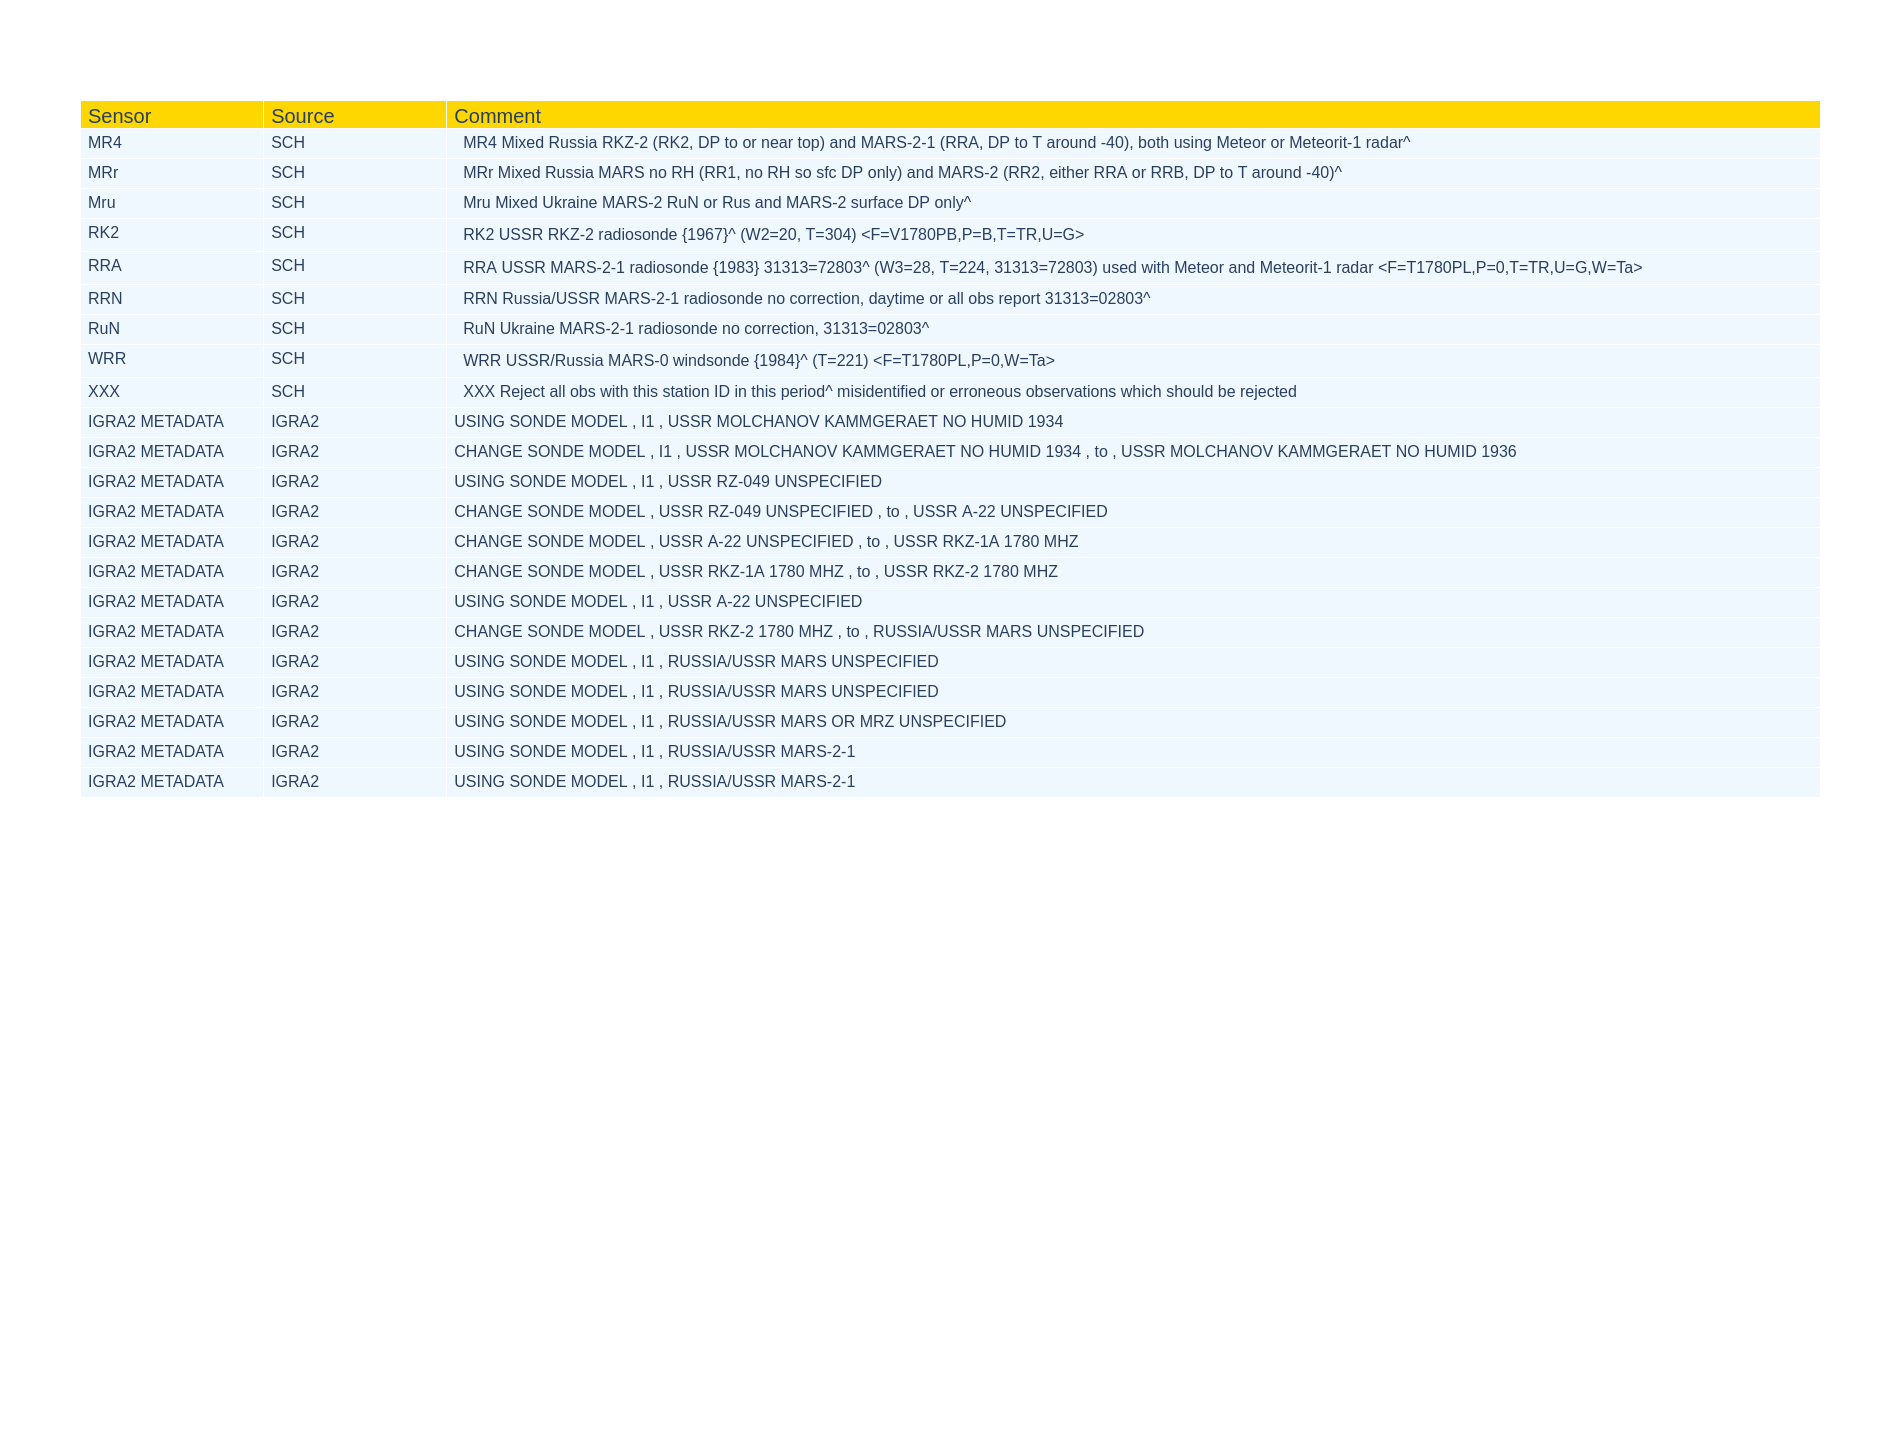 Sensor Source Comment
MR4 SCH MR4 Mixed Russia RKZ-2 (RK2, DP to or near top) and MARS-2-1 (RRA, DP to T around -40), both using Meteor or Meteorit-1 radar^
MRr SCH MRr Mixed Russia MARS no RH (RR1, no RH so sfc DP only) and MARS-2 (RR2, either RRA or RRB, DP to T around -40)^
Mru SCH Mru Mixed Ukraine MARS-2 RuN or Rus and MARS-2 surface DP only^
RK2 SCH RK2 USSR RKZ-2 radiosonde {1967}^ (W2=20, T=304) <F=V1780PB,P=B,T=TR,U=G>
RRA SCH RRA USSR MARS-2-1 radiosonde {1983} 31313=72803^ (W3=28, T=224, 31313=72803) used with Meteor and Meteorit-1 radar <F=T1780PL,P=0,T=TR,U=G,W=Ta>
RRN SCH RRN Russia/USSR MARS-2-1 radiosonde no correction, daytime or all obs report 31313=02803^
RuN SCH RuN Ukraine MARS-2-1 radiosonde no correction, 31313=02803^
WRR SCH WRR USSR/Russia MARS-0 windsonde {1984}^ (T=221) <F=T1780PL,P=0,W=Ta>
XXX SCH XXX Reject all obs with this station ID in this period^ misidentified or erroneous observations which should be rejected
IGRA2 METADATA IGRA2 USING SONDE MODEL , I1 , USSR MOLCHANOV KAMMGERAET NO HUMID 1934
IGRA2 METADATA IGRA2 CHANGE SONDE MODEL , I1 , USSR MOLCHANOV KAMMGERAET NO HUMID 1934 , to , USSR MOLCHANOV KAMMGERAET NO HUMID 1936
IGRA2 METADATA IGRA2 USING SONDE MODEL , I1 , USSR RZ-049 UNSPECIFIED
IGRA2 METADATA IGRA2 CHANGE SONDE MODEL , USSR RZ-049 UNSPECIFIED , to , USSR A-22 UNSPECIFIED
IGRA2 METADATA IGRA2 CHANGE SONDE MODEL , USSR A-22 UNSPECIFIED , to , USSR RKZ-1A 1780 MHZ
IGRA2 METADATA IGRA2 CHANGE SONDE MODEL , USSR RKZ-1A 1780 MHZ , to , USSR RKZ-2 1780 MHZ
IGRA2 METADATA IGRA2 USING SONDE MODEL , I1 , USSR A-22 UNSPECIFIED
IGRA2 METADATA IGRA2 CHANGE SONDE MODEL , USSR RKZ-2 1780 MHZ , to , RUSSIA/USSR MARS UNSPECIFIED
IGRA2 METADATA IGRA2 USING SONDE MODEL , I1 , RUSSIA/USSR MARS UNSPECIFIED
IGRA2 METADATA IGRA2 USING SONDE MODEL , I1 , RUSSIA/USSR MARS UNSPECIFIED
IGRA2 METADATA IGRA2 USING SONDE MODEL , I1 , RUSSIA/USSR MARS OR MRZ UNSPECIFIED
IGRA2 METADATA IGRA2 USING SONDE MODEL , I1 , RUSSIA/USSR MARS-2-1
IGRA2 METADATA IGRA2 USING SONDE MODEL , I1 , RUSSIA/USSR MARS-2-1